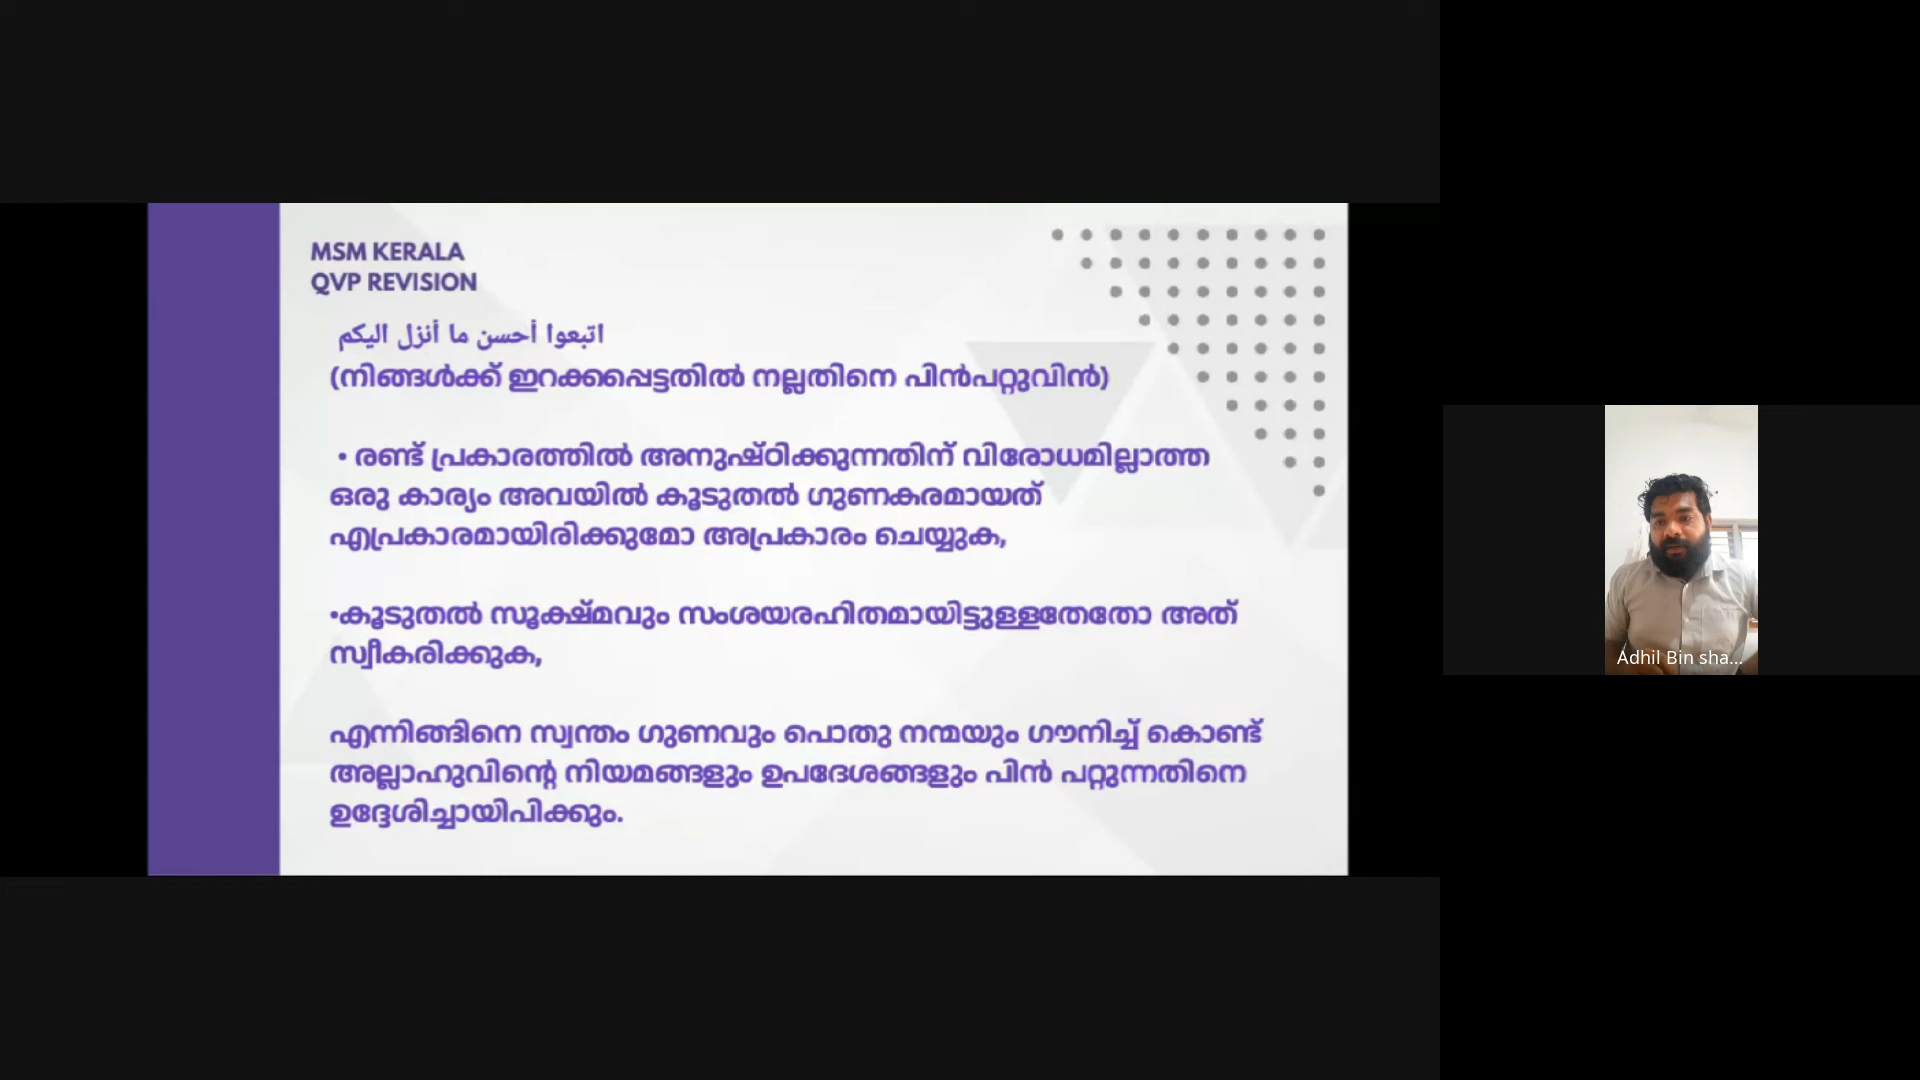 MSM KERALA
QVP REVISION
اتبعوا أحسن ما أنزل اليكم
(നിങ്ങൾക്ക് ഇറക്കപ്പെട്ടതിൽ നല്ലതിനെ പിൻപറ്റുവിൻ)
• രണ്ട് പ്രകാരത്തിൽ അനുഷ്ഠിക്കുന്നതിന് വിരോധമില്ലാത്ത
ഒരു കാര്യം അവയിൽ കൂടുതൽ ഗുണകരമായത്
എപ്രകാരമായിരിക്കുമോ അപ്രകാരം ചെയ്യുക,
•കൂടുതൽ സൂക്ഷ്മവും സംശയരഹിതമായിട്ടുള്ളതേതോ അത്
സ്വീകരിക്കുക,
എന്നിങ്ങിനെ സ്വന്തം ഗുണവും പൊതു നന്മയും ഗൗനിച്ച് കൊണ്ട്
അല്ലാഹുവിന്റെ നിയമങ്ങളും ഉപദേശങ്ങളും പിൻ പറ്റുന്നതിനെ
ഉദ്ദേശിച്ചായിപിക്കും.
Adhil Bin sha...